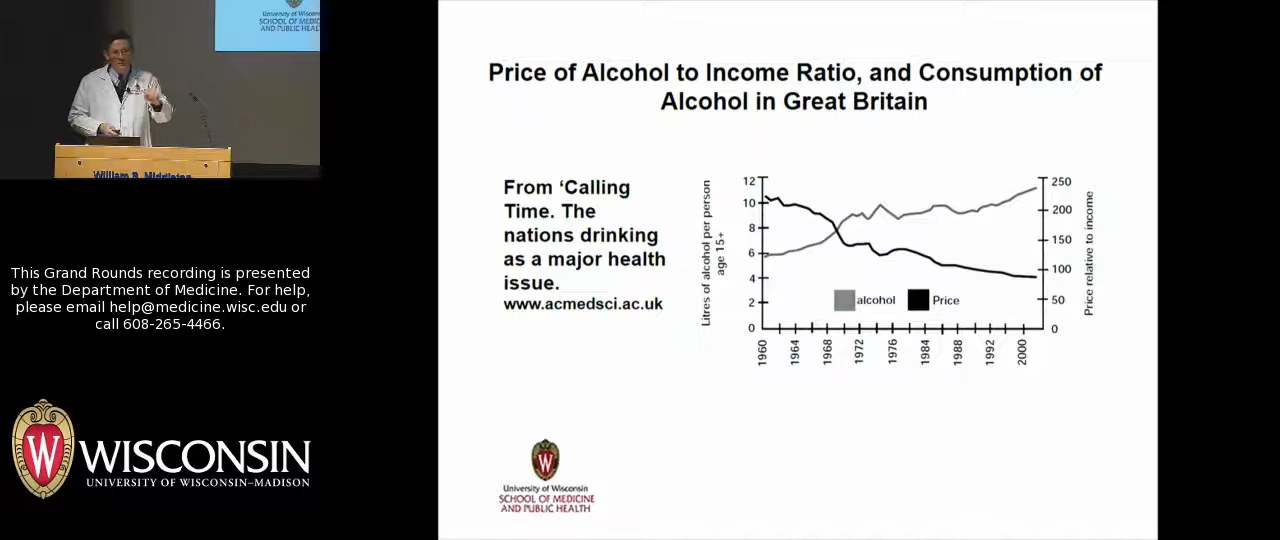 University of Wisconsin
SCHOOL OF MEDIC
AND PUBLIC HEALT
This Grand Rounds recording is presented
by the Department of Medicine. For help,
please email help@medicine.wisc.edu or
call 608-265-4466.
WISCONSIN
UNIVERSITY OF WISCONSIN–MADISON
Price of Alcohol to Income Ratio, and Consumption of
Alcohol in Great Britain
From ‘Calling
Time. The
nations drinking
as a major health
issue.
www.acmedsci.ac.uk
Litres of alcohol per person
age 15+
12
10
8
6
4
2
0
250
200
150
100
50
0
Price relative to income
alcohol
Price
1960
1964
1968
1972
1976
1984
1988
1992
2000
W
University of Wisconsin
SCHOOL OF MEDICINE
AND PUBLIC HEALTH